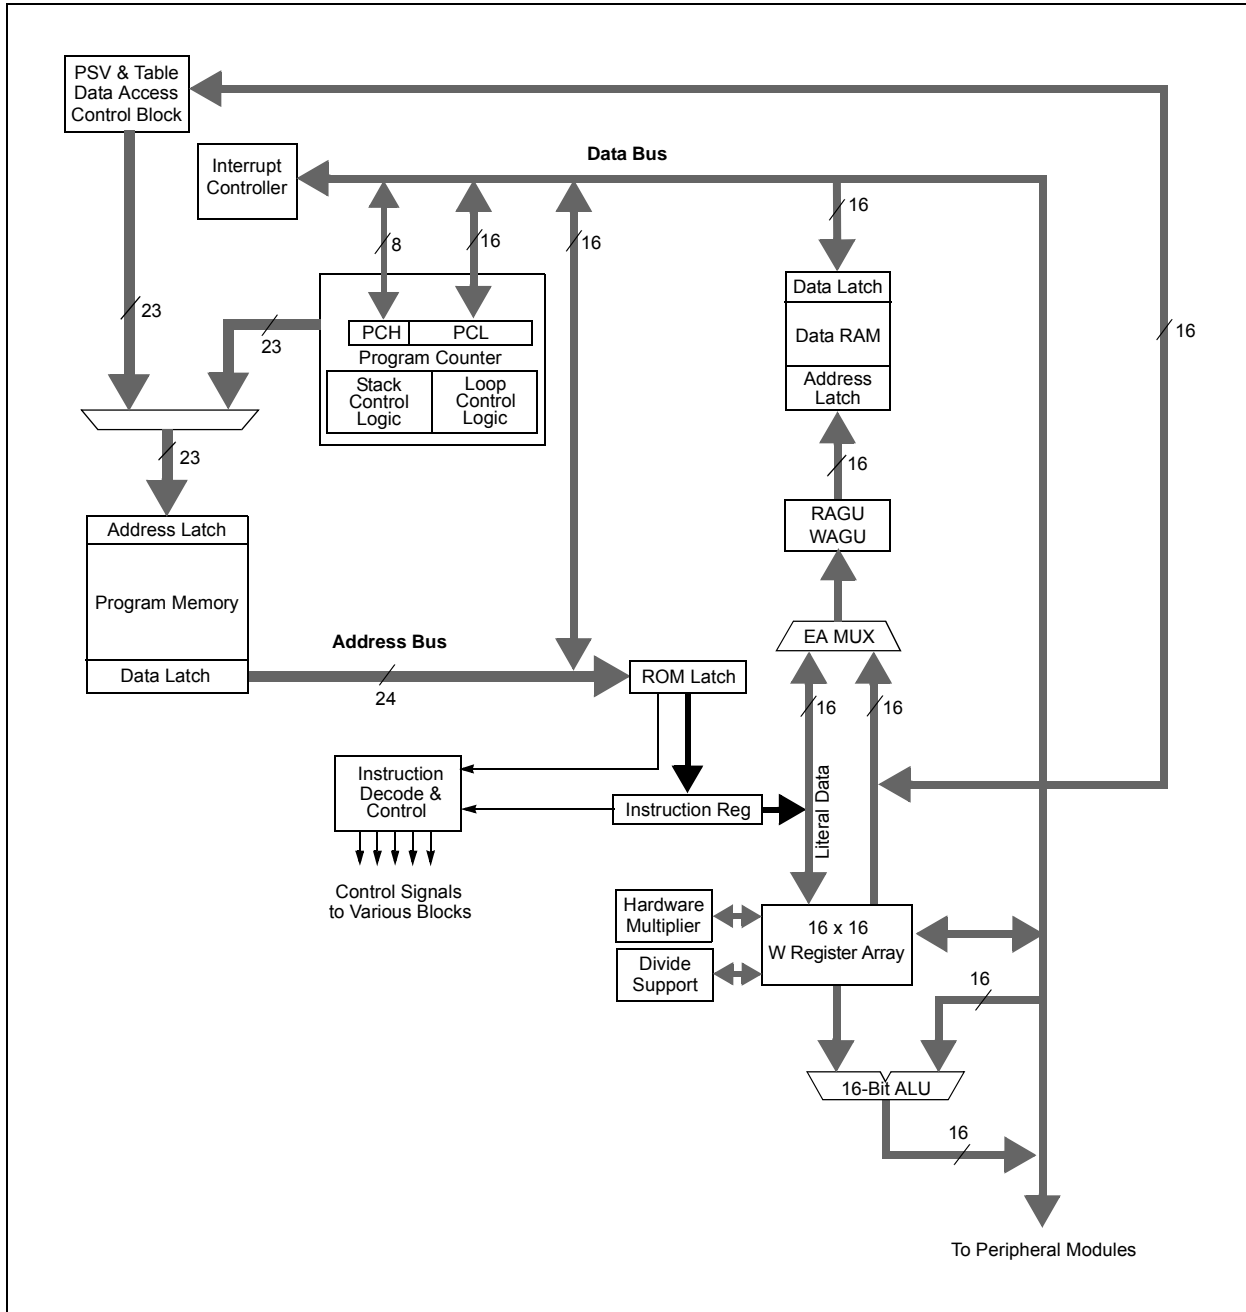 PSV & Table
Data Access
Control Block
Data Bus
Interrupt
Controller
16
8
16
16
Data Latch
23
23
16
PCH
PCL
Data RAM
Program Counter
Stack
Control
Logic
Loop
Control
Logic
Address
Latch
23
16
RAGU
WAGU
Address Latch
Program Memory
EA MUX
Address Bus
Data Latch
ROM Latch
24
16
16
Instruction
Decode &
Control
Instruction Reg
Literal Data
Control Signals
to Various Blocks
Hardware
Multiplier
16 x 16
W Register Array
Divide
Support
16
16-Bit ALU
16
To Peripheral Modules